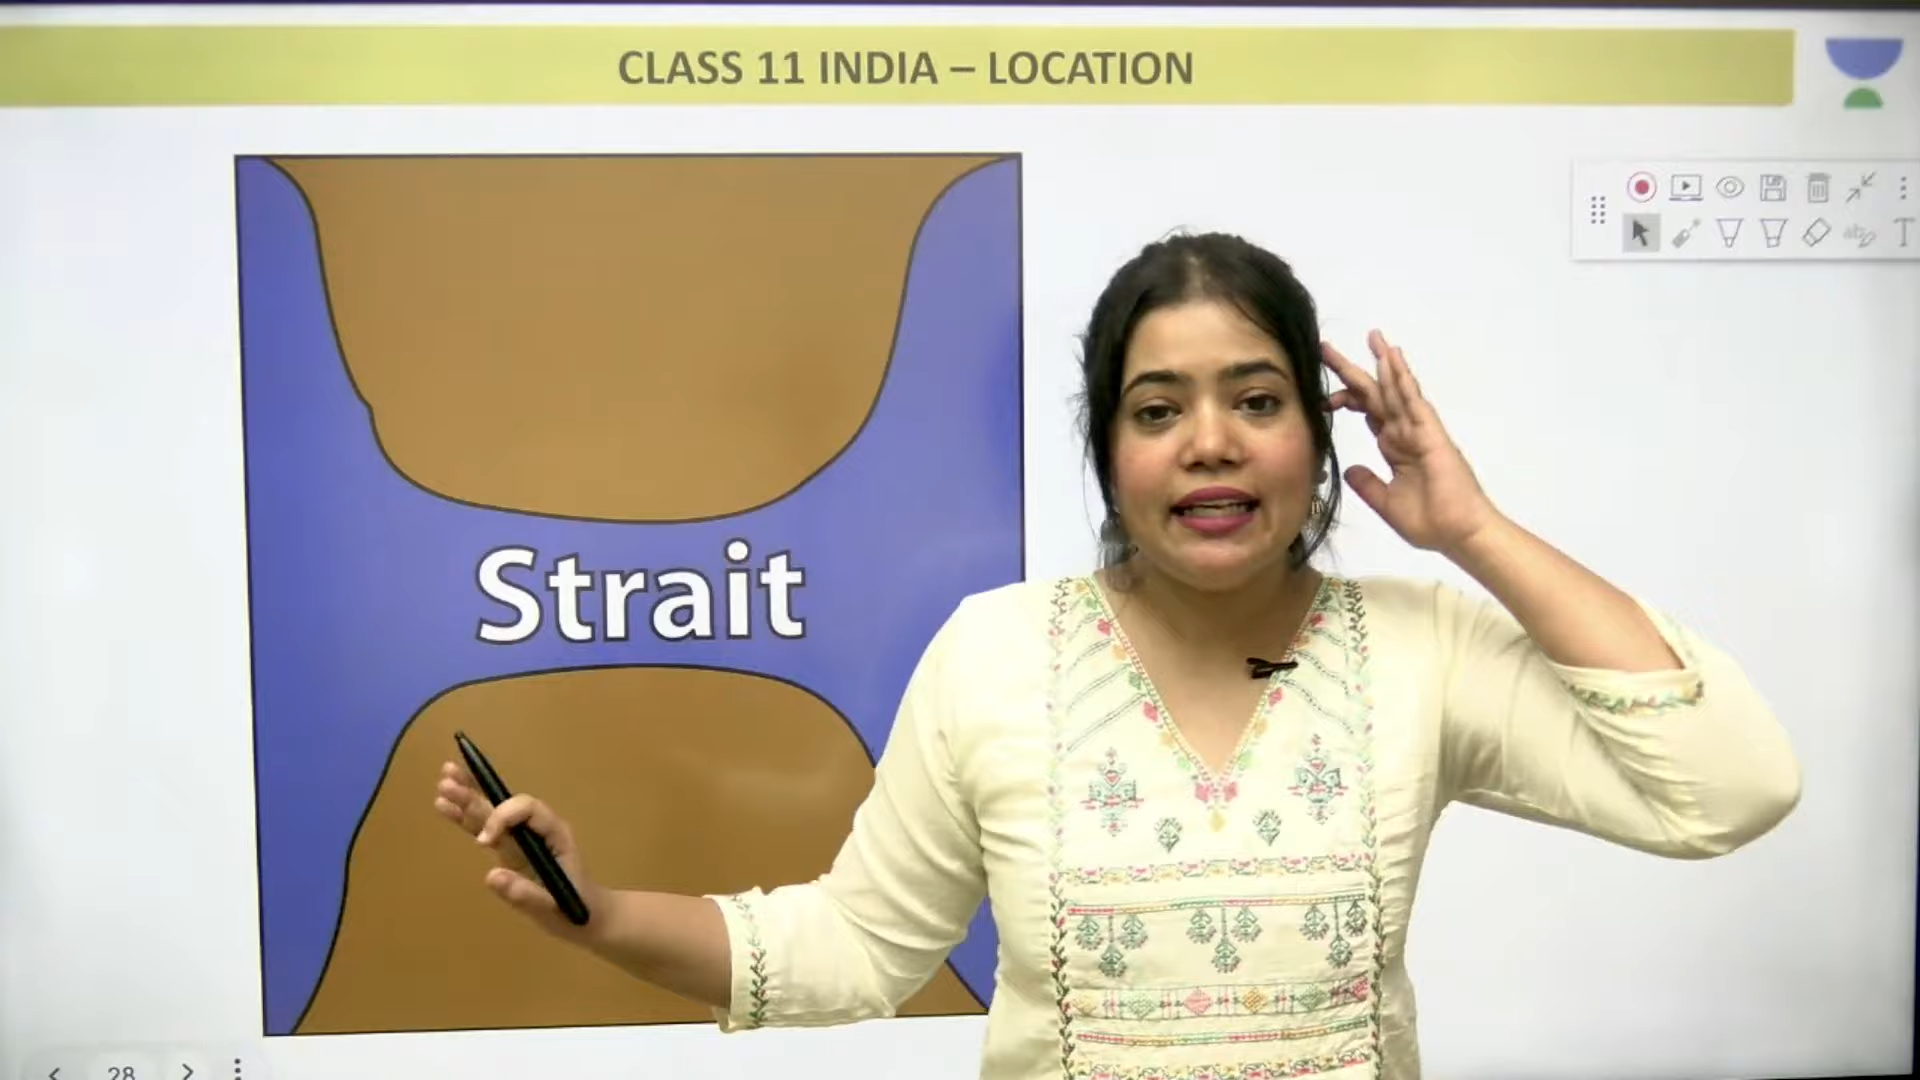 CLASS 11 INDIA – LOCATION
Strait
28